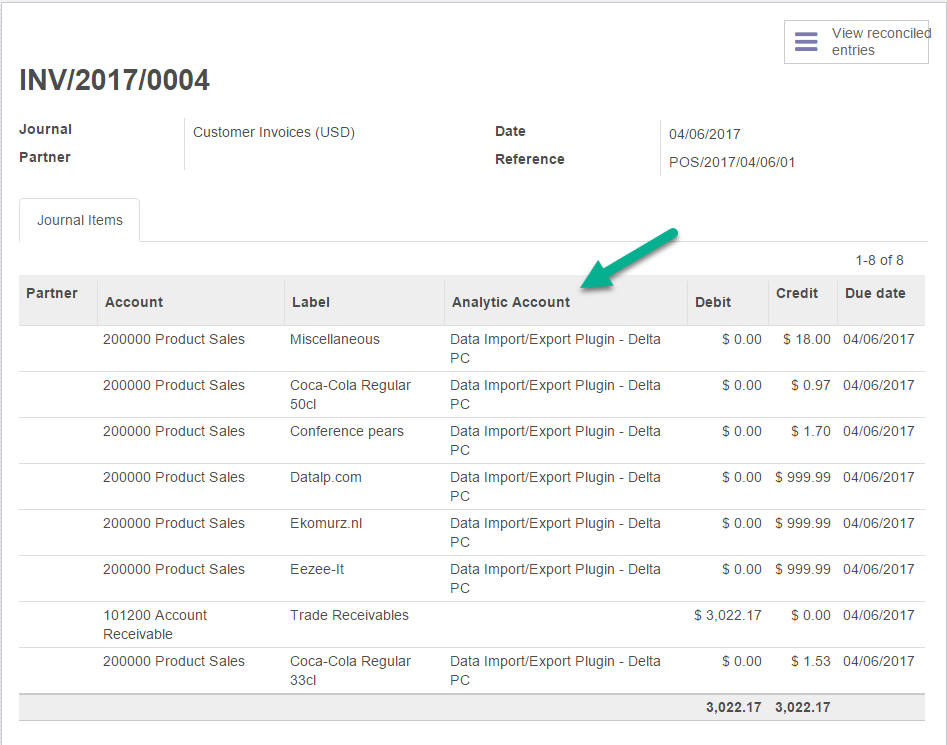 View reconciled
entries
INV/2017/0004
Journal Customer Invoices (USD) Date 04/06/2017
Partner Reference POS/2017/04/06/01
Journal Items
1-8 of 8
Partner Account Label Analytic Account Debit Credit Due date
200000 Product Sales Miscellaneous Data Import/Export Plugin - Delta $ 0.00 $ 18.00 04/06/2017
PC
200000 Product Sales Coca-Cola Regular Data Import/Export Plugin - Delta $ 0.00 $ 0.97 04/06/2017
50cl PC
200000 Product Sales Conference pears Data Import/Export Plugin - Delta $ 0.00 $ 1.70 04/06/2017
PC
200000 Product Sales Datalp.com Data Import/Export Plugin - Delta $ 0.00 $ 999.99 04/06/2017
PC
200000 Product Sales Ekomurz.nl Data Import/Export Plugin - Delta $ 0.00 $ 999.99 04/06/2017
PC
200000 Product Sales Eezee-It Data Import/Export Plugin - Delta $ 0.00 $ 999.99 04/06/2017
PC
101200 Account Trade Receivables $ 3,022.17 $ 0.00 04/06/2017
Receivable
200000 Product Sales Coca-Cola Regular Data Import/Export Plugin - Delta $ 0.00 $ 1.53 04/06/2017
33cl PC
3,022.17 3,022.17